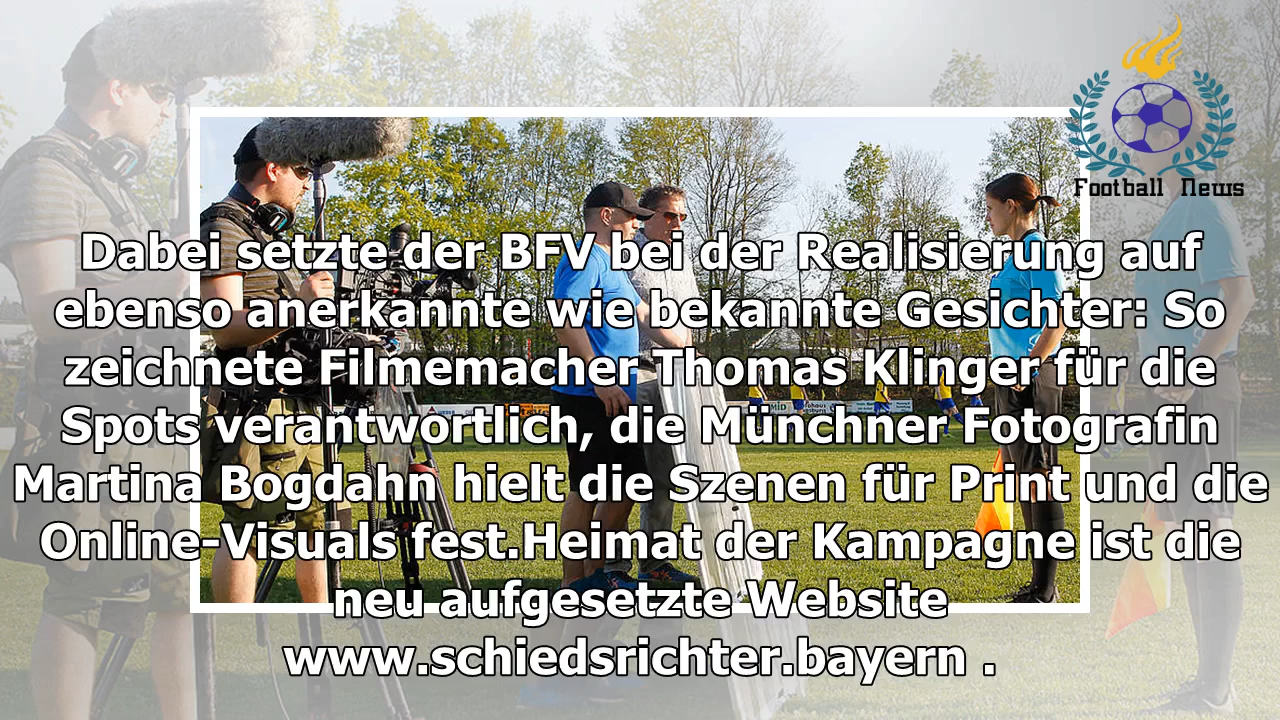 Football News
Dabei setzte der BFV bei der Realisierung auf
ebenso anerkannte wie bekannte Gesichter: So
zeichnete Filmemacher Thomas Klinger für die
Spots verantwortlich, die Münchner Fotografin
Martina Bogdahn hielt die Szenen für Print und die
Online-Visuals fest.Heimat der Kampagne ist die
neu aufgesetzte Website
www.schiedsrichter.bayern .